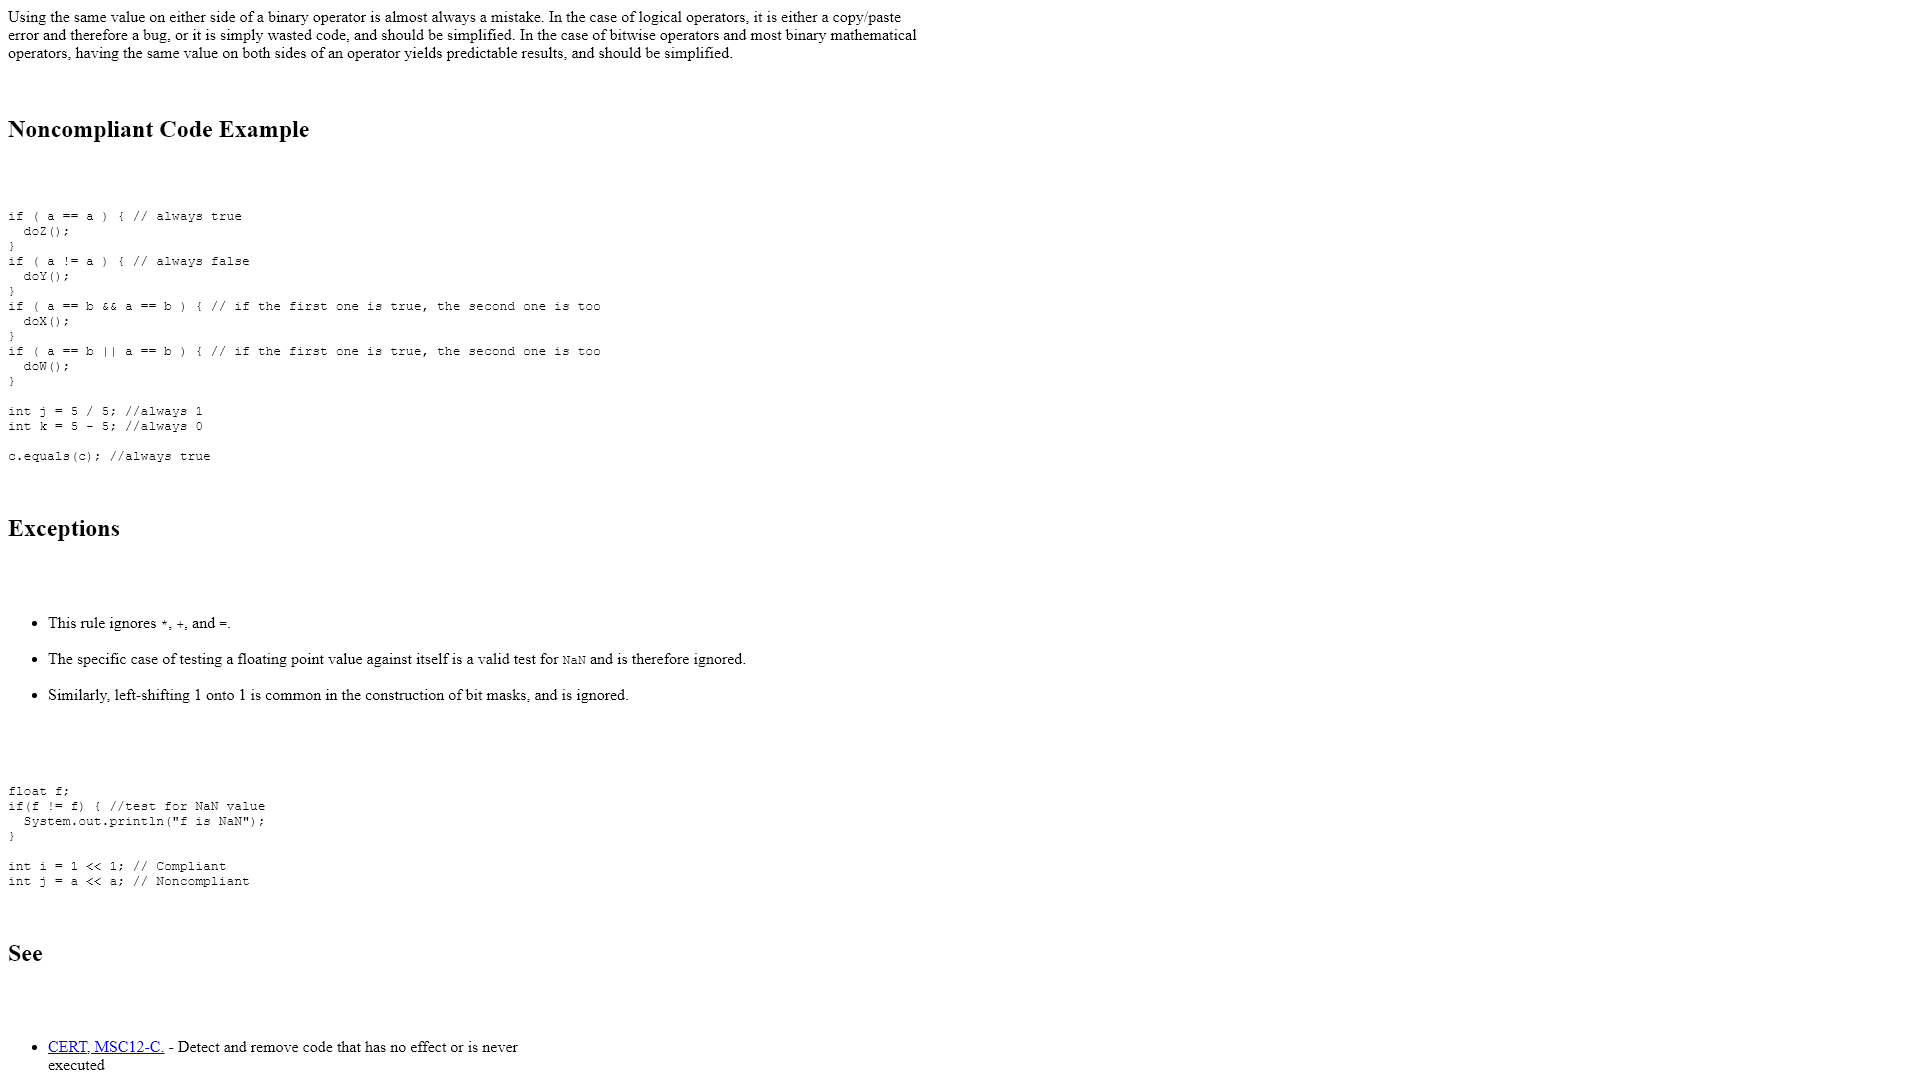 Using the same value on either side of a binary operator is almost always a mistake. In the case of logical operators, it is either a copy/paste
error and therefore a bug, or it is simply wasted code, and should be simplified. In the case of bitwise operators and most binary mathematical
operators, having the same value on both sides of an operator yields predictable results, and should be simplified.
Noncompliant Code Example
if ( a == a ) { // always true
  doZ();
}
if ( a != a ) { // always false
  doY();
}
if ( a == b && a == b ) { // if the first one is true, the second one is too
  doX();
}
if ( a == b || a == b ) { // if the first one is true, the second one is too
  doW();
}
int j = 5 / 5; //always 1
int k = 5 - 5; //always 0
c.equals(c); //always true
Exceptions
• This rule ignores *, +, and =.
• The specific case of testing a floating point value against itself is a valid test for NaN and is therefore ignored.
• Similarly, left-shifting 1 onto 1 is common in the construction of bit masks, and is ignored.
float f;
if(f != f) { //test for NaN value
  System.out.println("f is NaN");
}
int i = 1 << 1; // Compliant
int j = a << a; // Noncompliant
See
• CERT, MSC12-C. - Detect and remove code that has no effect or is never
executed